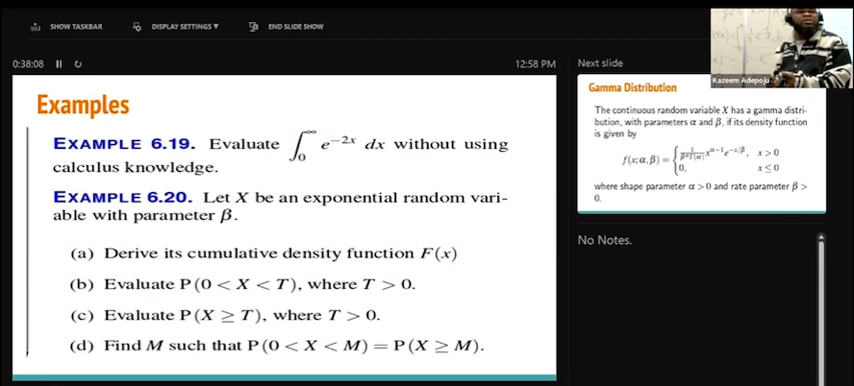 SHOW TASKBAR
DISPLAY SETTINGS ▼
END SLIDE SHOW
0:38:08
12:58 PM
Examples
EXAMPLE 6.19. Evaluate ∫₀^∞ e^{−2x} dx without using
calculus knowledge.
EXAMPLE 6.20. Let X be an exponential random vari-
able with parameter β.
(a) Derive its cumulative density function F(x)
(b) Evaluate P(0 < X < T), where T > 0.
(c) Evaluate P(X ≥ T), where T > 0.
(d) Find M such that P(0 < X < M) = P(X ≥ M).
Next slide
Kazeem Adepoju
Gamma Distribution
The continuous random variable X has a gamma distri-
bution, with parameters α and β, if its density function
is given by
f(x;α,β) = { 1/(β^α Γ(α)) x^{α−1} e^{−x/β}, x > 0
0, x ≤ 0
where shape parameter α > 0 and rate parameter β >
0.
No Notes.